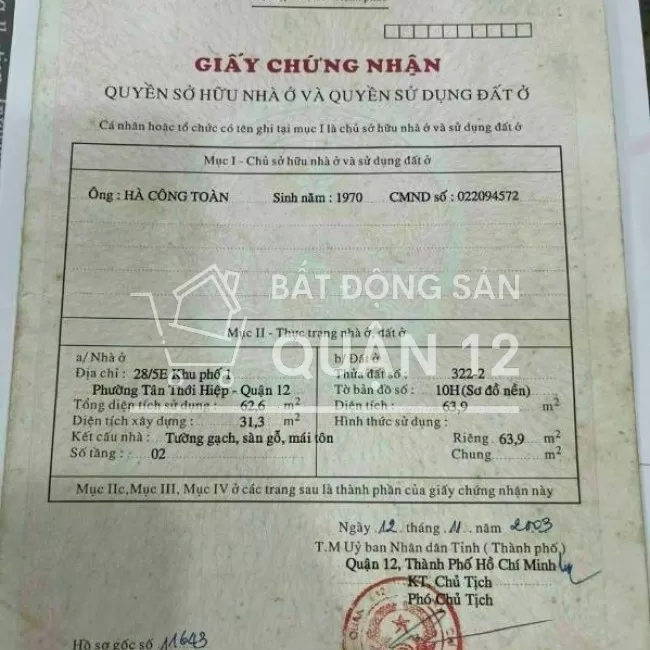 GIẤY CHỨNG NHẬN
QUYỀN SỞ HỮU NHÀ Ở VÀ QUYỀN SỬ DỤNG ĐẤT Ở
Cá nhân hoặc tổ chức có tên ghi tại mục I là chủ sở hữu nhà ở và sử dụng đất ở
Mục I - Chủ sở hữu nhà ở và sử dụng đất ở
Ông : HÀ CÔNG TOÀN Sinh năm : 1970 CMND số : 022094572
BẤT ĐỘNG SẢN
QUẬN 12
Mục II - Thực trạng nhà ở, đất ở
a/ Nhà ở
Địa chỉ : 28/5E Khu phố 1
Phường Tân Thới Hiệp - Quận 12
Tổng diện tích sử dụng : 62,6 m2
Diện tích xây dựng : 31,3 m2
Kết cấu nhà : Tường gạch, sàn gỗ, mái tôn
Số tầng : 02
b/ Đất ở
Thửa đất số : 322-2
Tờ bản đồ số : 10H(Sơ đồ nền)
Diện tích : 63,9 m2
Hình thức sử dụng :
Riêng : 63,9 m2
Chung m2
Mục IIc, Mục III, Mục IV ở các trang sau là thành phần của giấy chứng nhận này
Ngày 12 tháng 11 năm 2003
T.M Uỷ ban Nhân dân Tỉnh ( Thành phố )
Quận 12, Thành Phố Hồ Chí Minh
KT, Chủ Tịch
Phó Chủ Tịch
Hồ sơ gốc số 11643